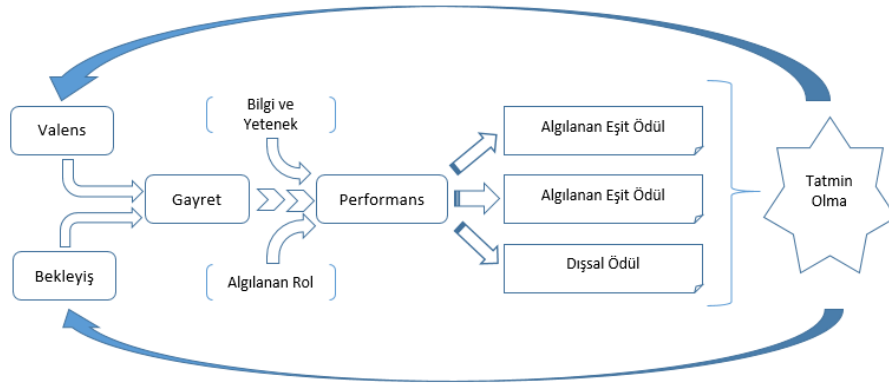 Valens
Bekleyiş
Gayret
Bilgi ve
Yetenek
Algılanan Rol
Performans
Algılanan Eşit Ödül
Algılanan Eşit Ödül
Dışsal Ödül
Tatmin
Olma